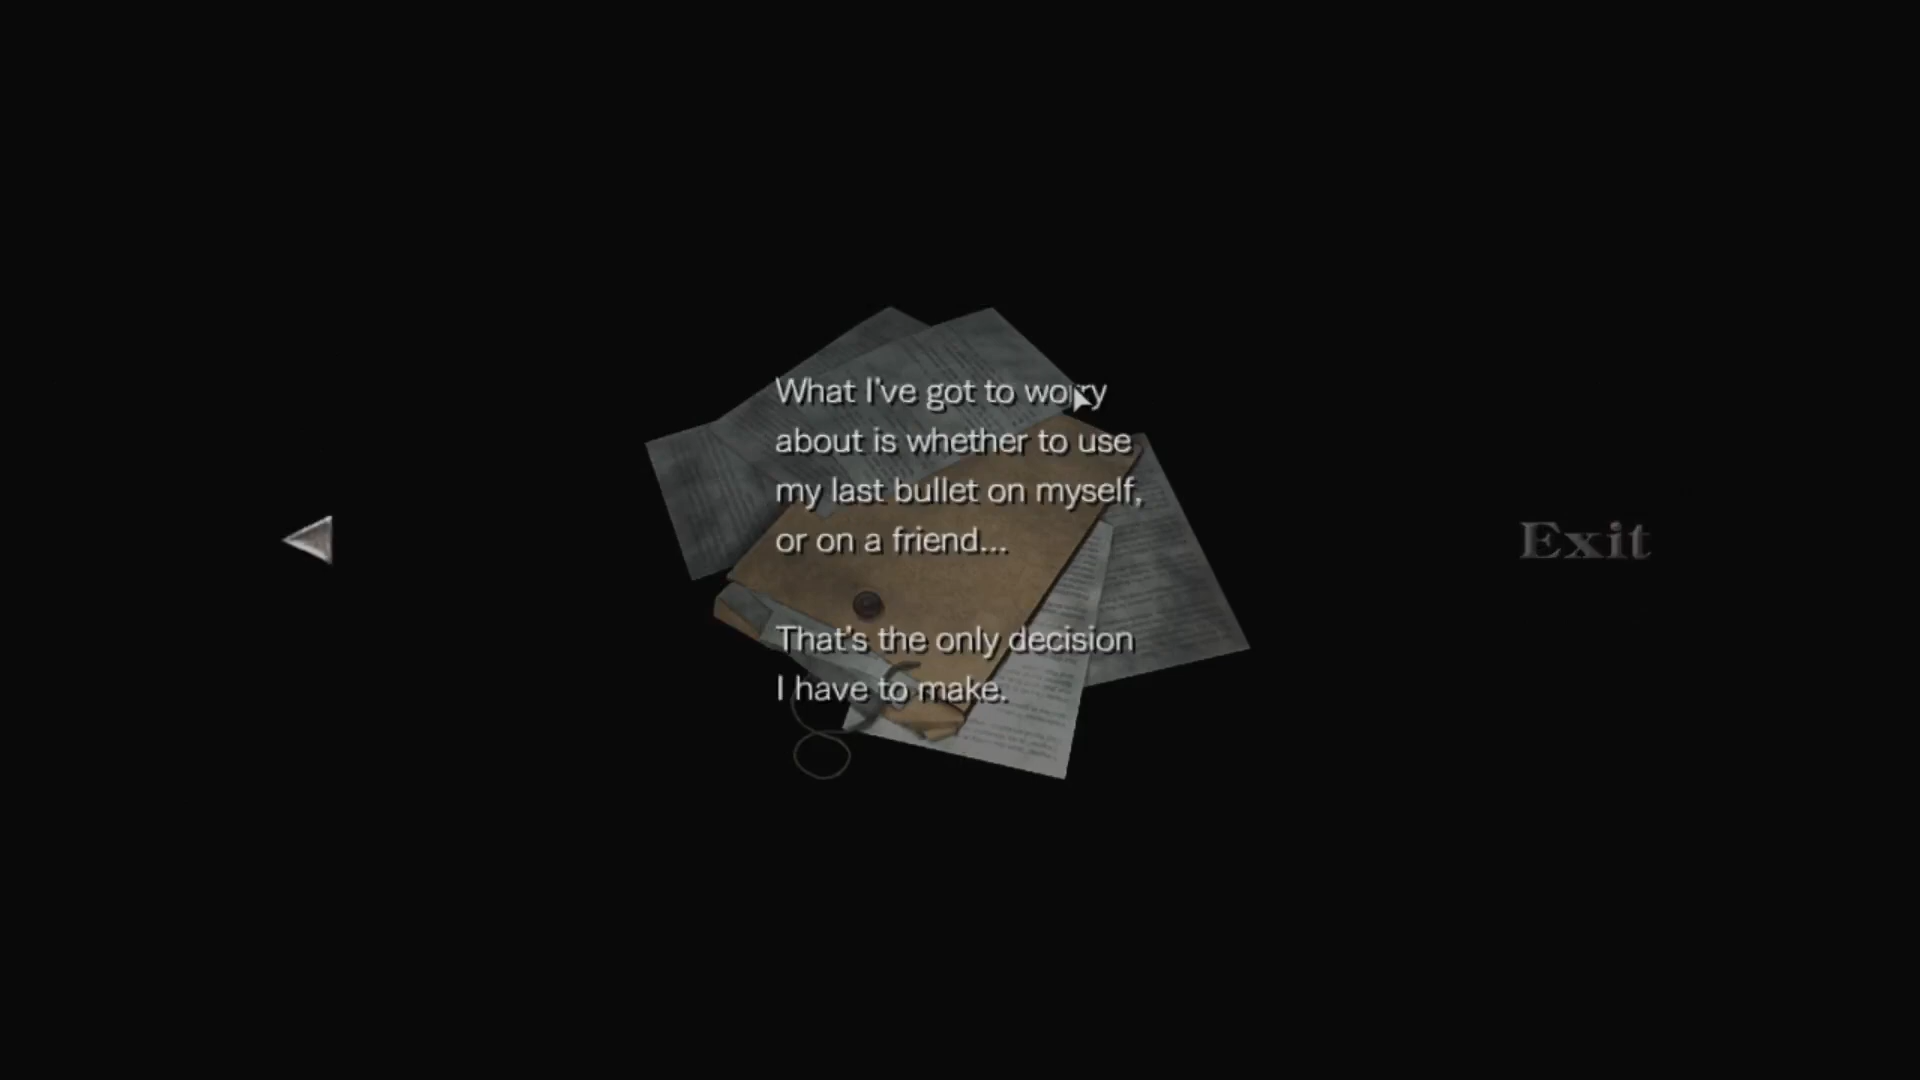 What I've got to worry
about is whether to use
my last bullet on myself,
or on a friend...
That's the only decision
I have to make.
Exit